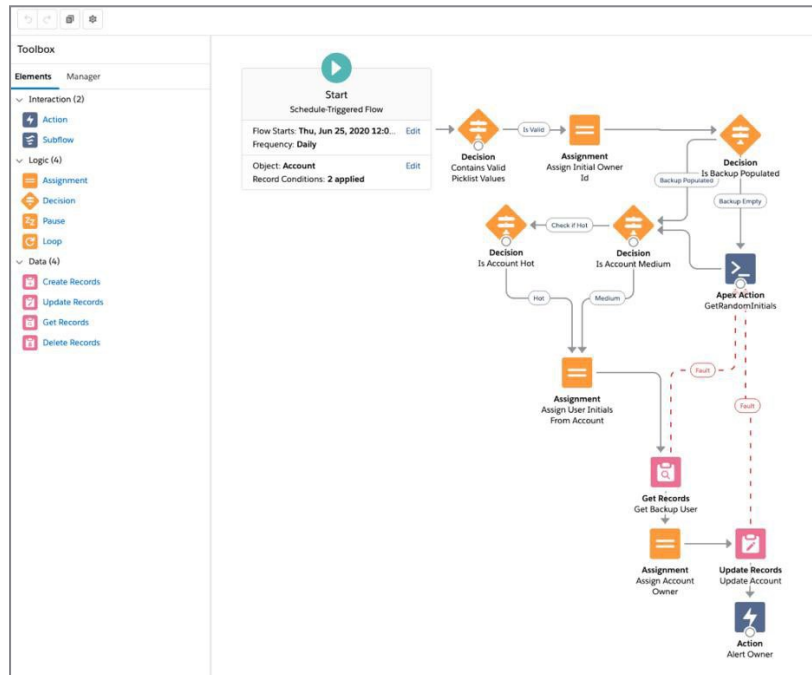 Toolbox
Elements
Manager
Interaction (2)
Action
Subflow
Logic (4)
Assignment
Decision
Pause
Loop
Data (4)
Create Records
Update Records
Get Records
Delete Records
Start
Schedule-Triggered Flow
Flow Starts: Thu, Jun 25, 2020 12:0... Edit
Frequency: Daily
Object: Account Edit
Record Conditions: 2 applied
Decision
Contains Valid
Picklist Values
Is Valid
Assignment
Assign Initial Owner
Id
Decision
Is Backup Populated
Backup Populated
Backup Empty
Decision
Is Account Hot
Check if Hot
Decision
Is Account Medium
Apex Action
GetRandomInitials
Hot
Medium
Assignment
Assign User Initials
From Account
Fault
Fault
Get Records
Get Backup User
Assignment
Assign Account
Owner
Update Records
Update Account
Action
Alert Owner